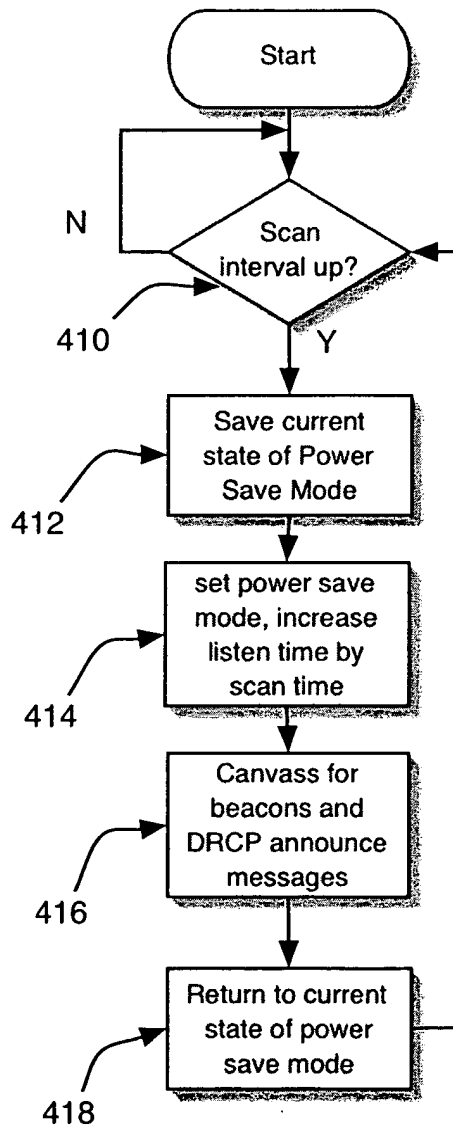 Start
N
Scan
interval up?
410
Y
Save current
state of Power
Save Mode
412
set power save
mode, increase
listen time by
scan time
414
Canvass for
beacons and
DRCP announce
messages
416
Return to current
state of power
save mode
418